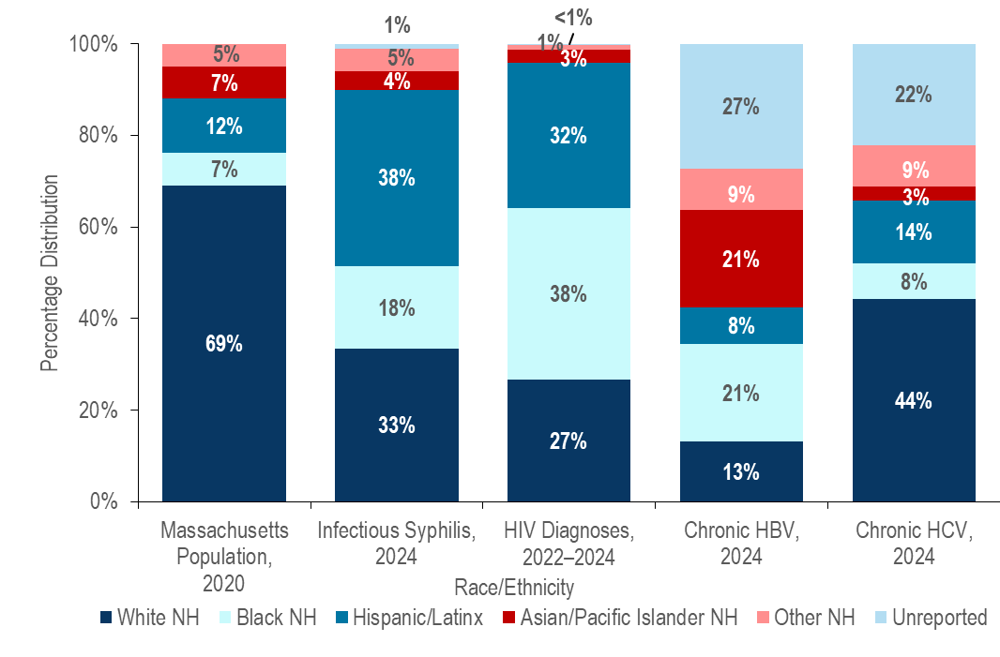 <1%
1%
100%
5%
5%
1%
7%
4%
3%
27%
22%
80%
12%
38%
32%
9%
9%
3%
7%
21%
14%
60%
18%
38%
8%
8%
40%
69%
33%
27%
21%
44%
20%
13%
0%
Percentage Distribution
Massachusetts
Population,
2020
Infectious Syphilis,
2024
HIV Diagnoses,
2022–2024
Chronic HBV,
2024
Chronic HCV,
2024
Race/Ethnicity
White NH
Black NH
Hispanic/Latinx
Asian/Pacific Islander NH
Other NH
Unreported